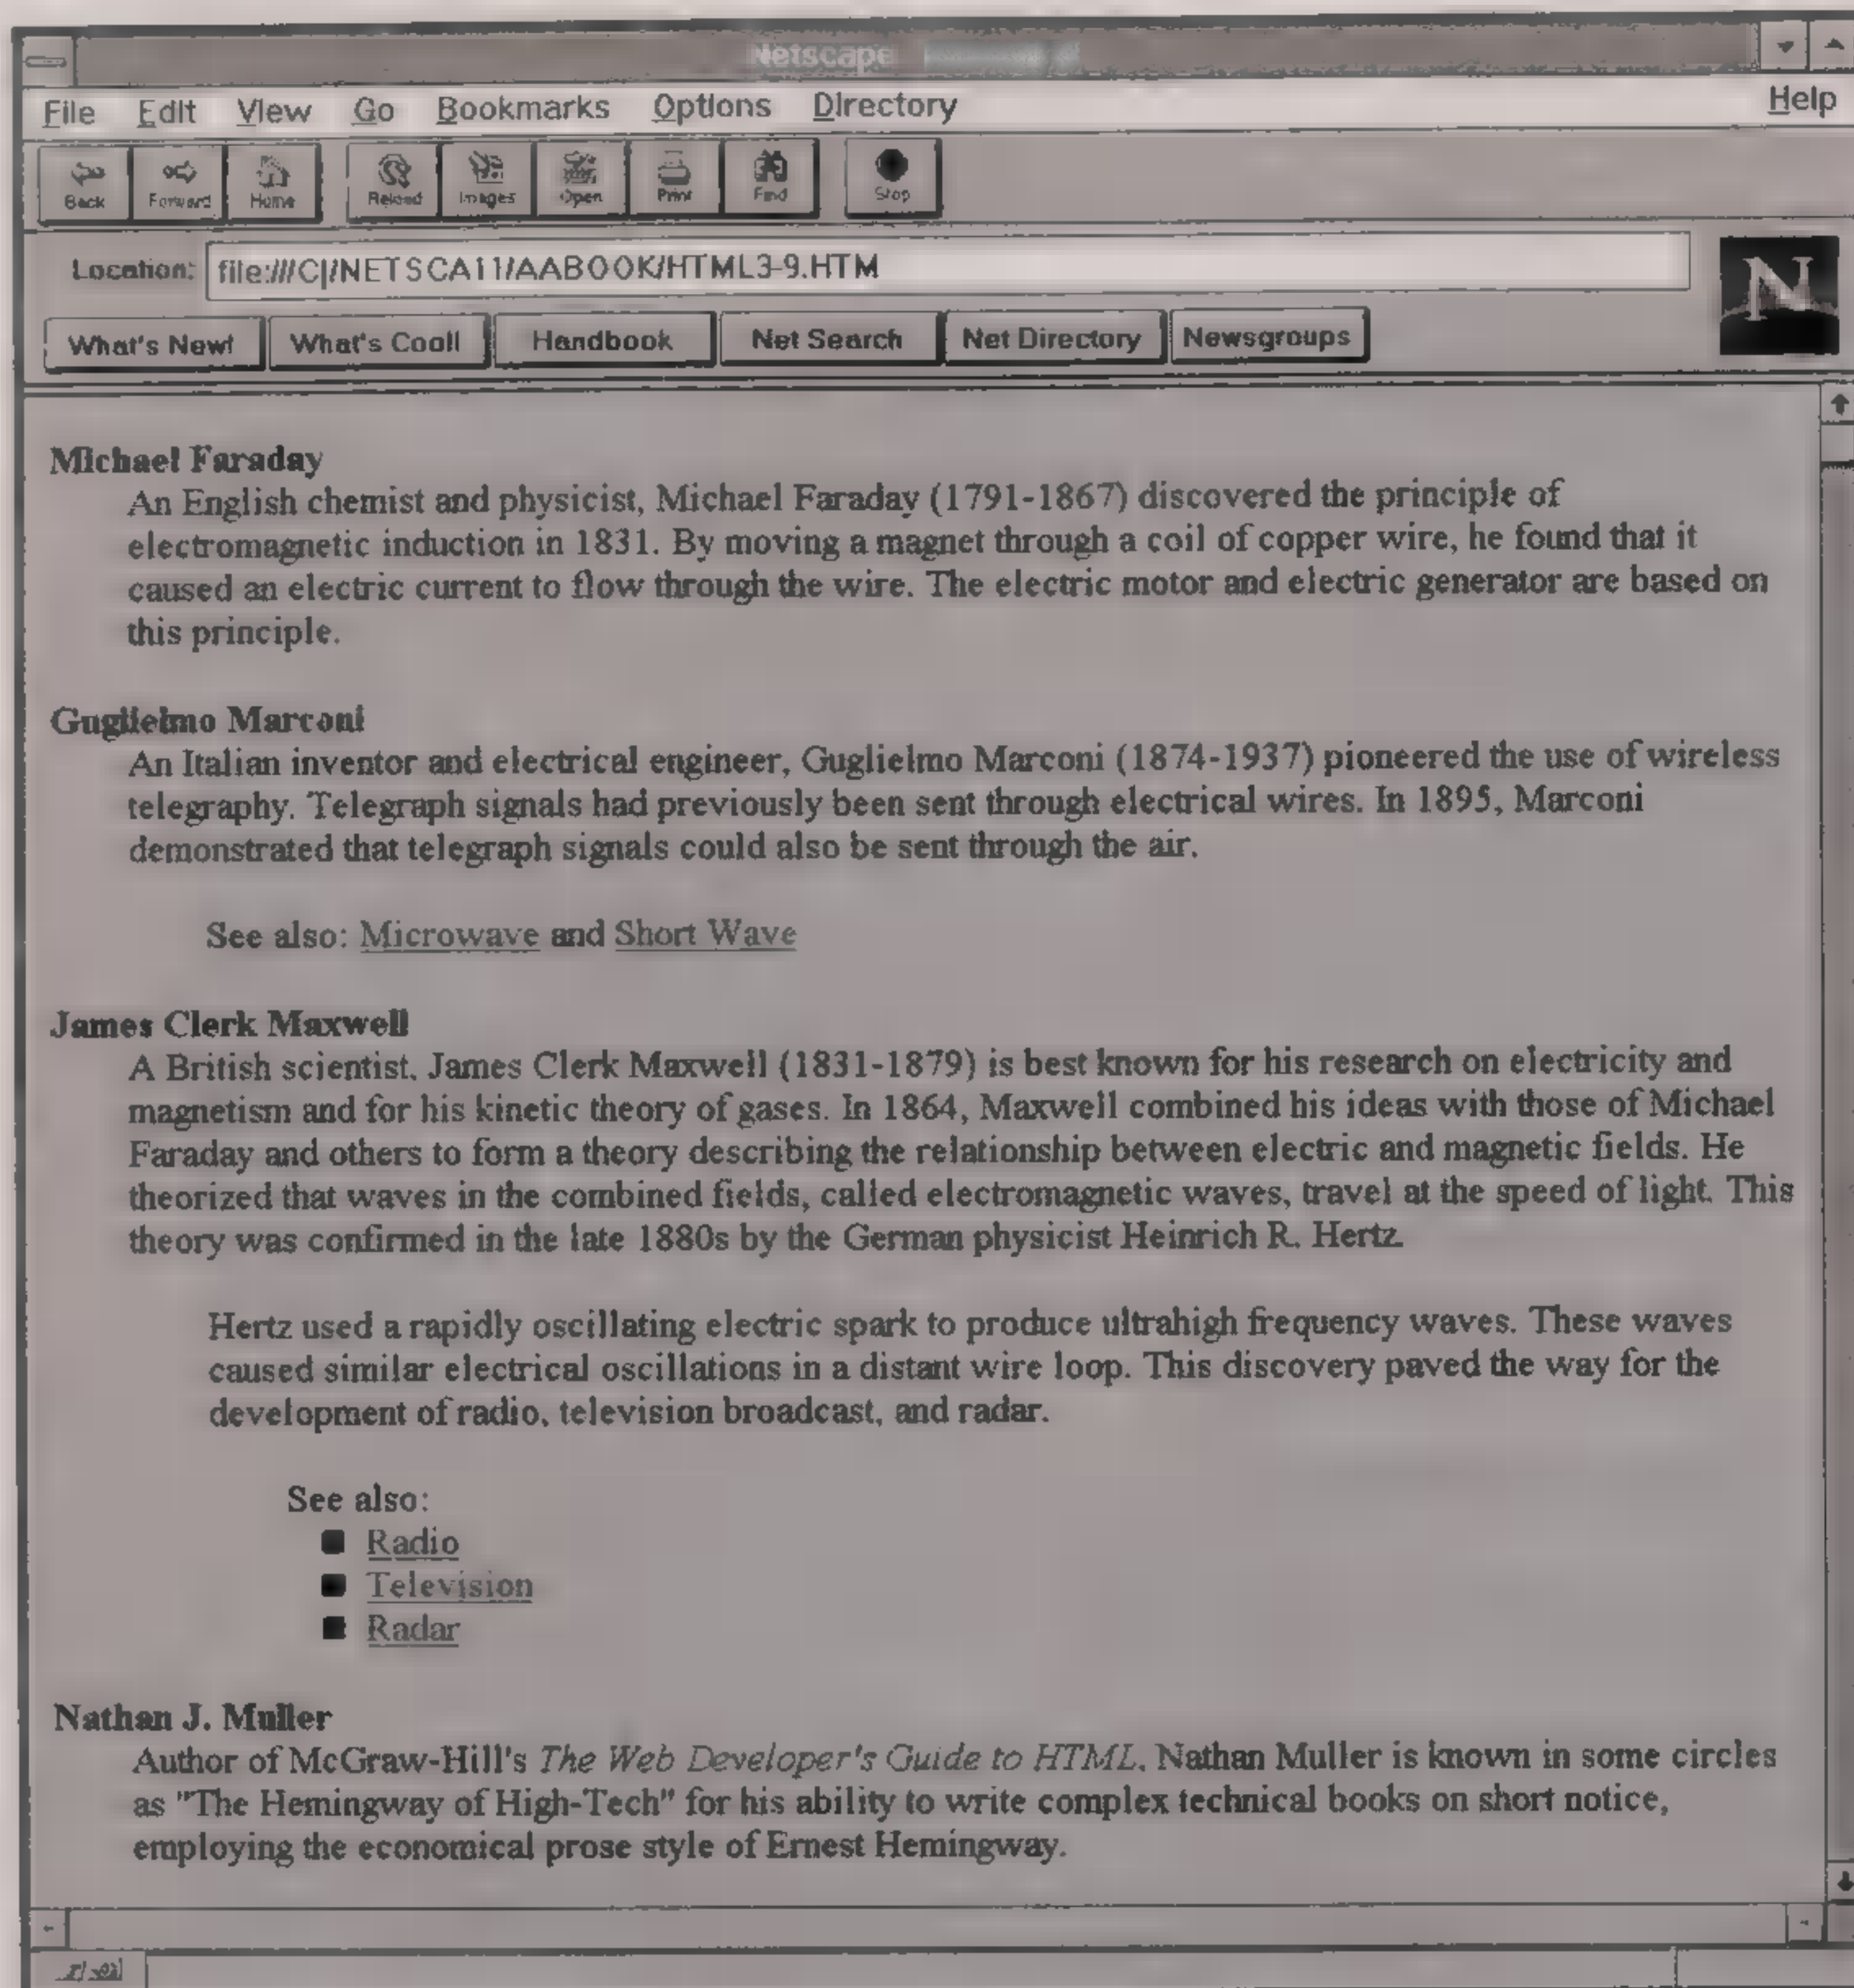 Netscape
File Edit View Go Bookmarks Options Directory Help
Back Forward Home Reload Images Open Print Find Stop
Location: file:///C|/NETSCA11/AABOOK/HTML3-9.HTM
N
What's New! What's Cool! Handbook Net Search Net Directory Newsgroups
Michael Faraday
An English chemist and physicist, Michael Faraday (1791-1867) discovered the principle of
electromagnetic induction in 1831. By moving a magnet through a coil of copper wire, he found that it
caused an electric current to flow through the wire. The electric motor and electric generator are based on
this principle.
Guglielmo Marconi
An Italian inventor and electrical engineer, Guglielmo Marconi (1874-1937) pioneered the use of wireless
telegraphy. Telegraph signals had previously been sent through electrical wires. In 1895, Marconi
demonstrated that telegraph signals could also be sent through the air.
See also: Microwave and Short Wave
James Clerk Maxwell
A British scientist, James Clerk Maxwell (1831-1879) is best known for his research on electricity and
magnetism and for his kinetic theory of gases. In 1864, Maxwell combined his ideas with those of Michael
Faraday and others to form a theory describing the relationship between electric and magnetic fields. He
theorized that waves in the combined fields, called electromagnetic waves, travel at the speed of light. This
theory was confirmed in the late 1880s by the German physicist Heinrich R. Hertz.
Hertz used a rapidly oscillating electric spark to produce ultrahigh frequency waves. These waves
caused similar electrical oscillations in a distant wire loop. This discovery paved the way for the
development of radio, television broadcast, and radar.
See also:
Radio
Television
Radar
Nathan J. Muller
Author of McGraw-Hill's The Web Developer's Guide to HTML, Nathan Muller is known in some circles
as "The Hemingway of High-Tech" for his ability to write complex technical books on short notice,
employing the economical prose style of Ernest Hemingway.